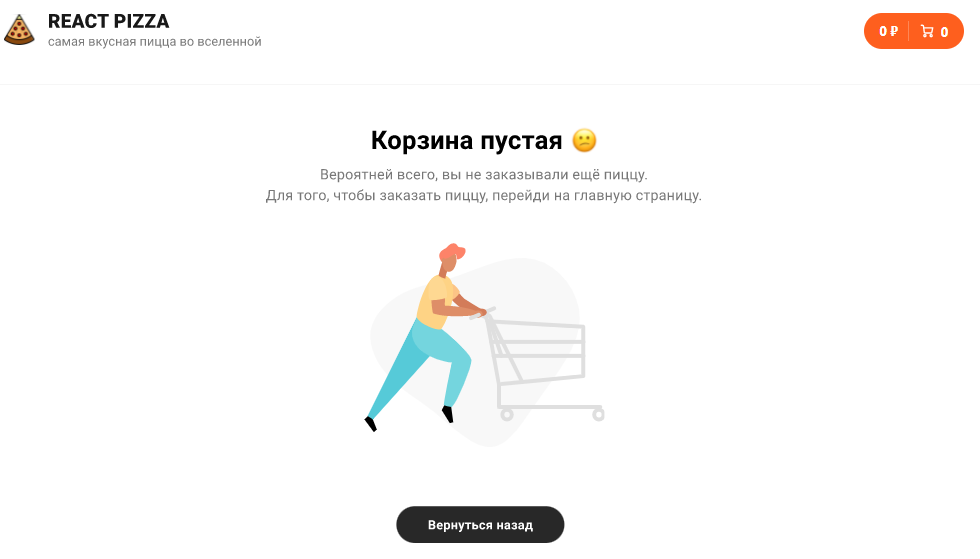 REACT PIZZA
самая вкусная пицца во вселенной
0 ₽ 0
Корзина пустая 😕
Вероятней всего, вы не заказывали ещё пиццу.
Для того, чтобы заказать пиццу, перейди на главную страницу.
Вернуться назад